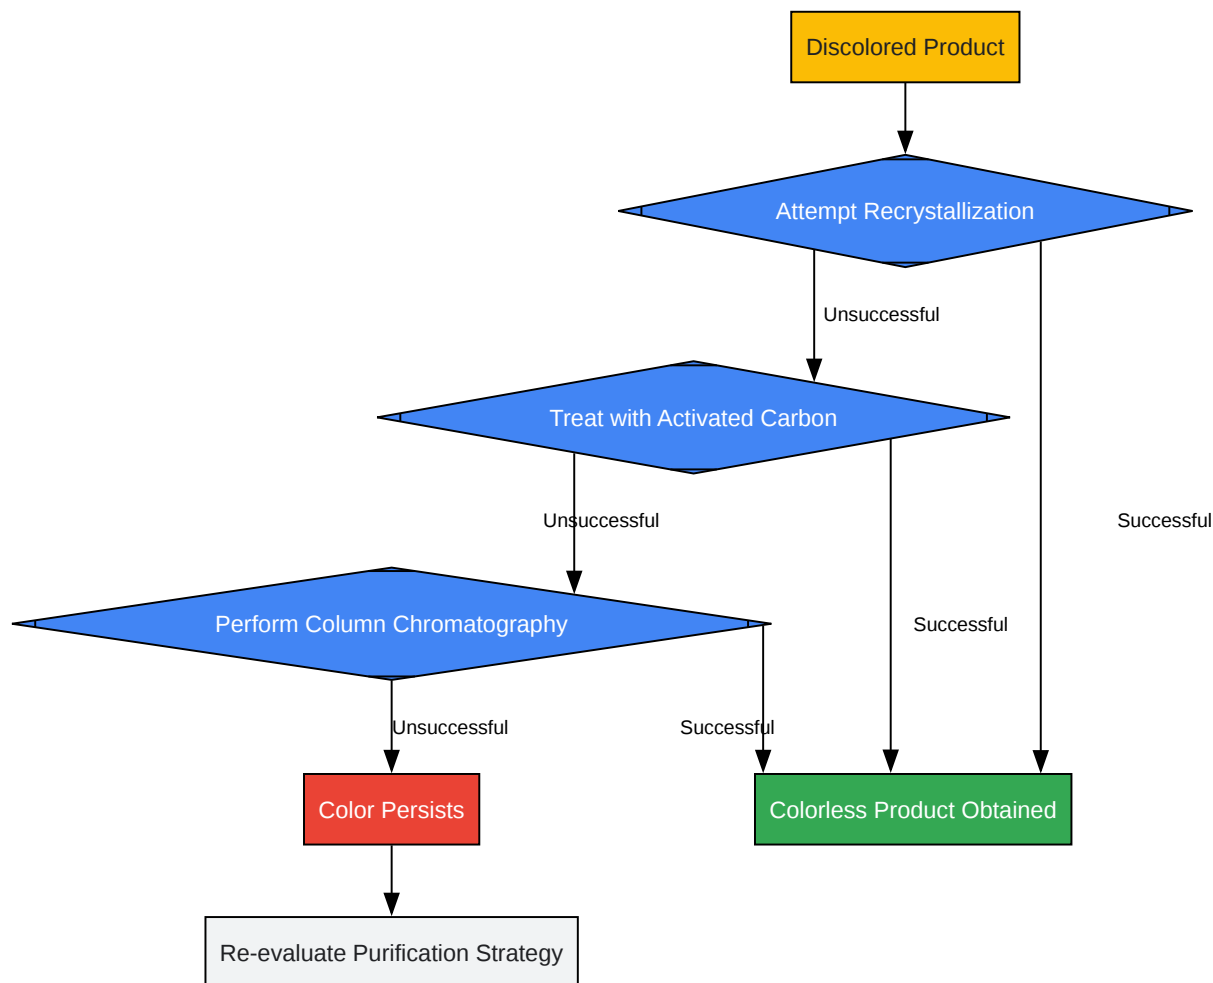 Discolored Product
Attempt Recrystallization
Unsuccessful
Treat with Activated Carbon
Unsuccessful
Successful
Perform Column Chromatography
Successful
Unsuccessful
Successful
Color Persists
Colorless Product Obtained
Re-evaluate Purification Strategy